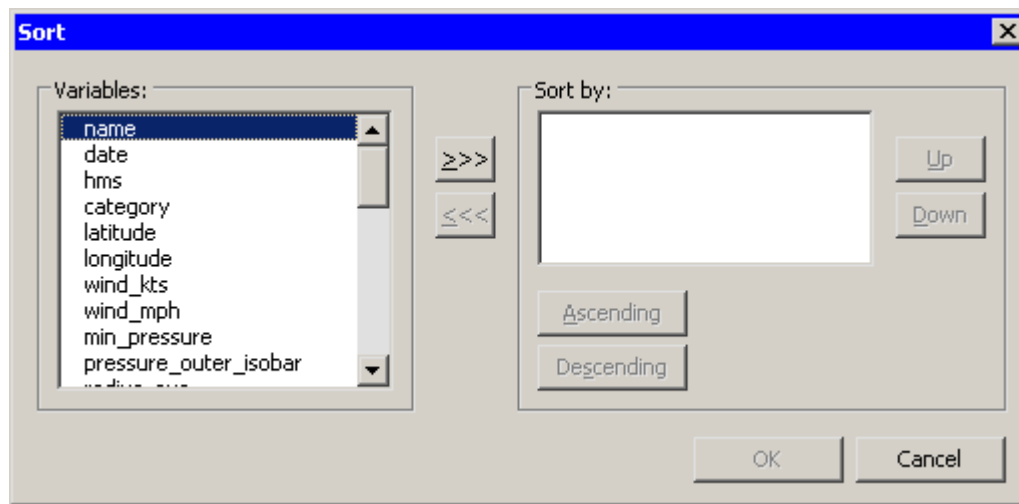 Sort
Variables:
name
date
hms
category
latitude
longitude
wind_kts
wind_mph
min_pressure
pressure_outer_isobar
>>>
<<<
Sort by:
Up
Down
Ascending
Descending
OK
Cancel